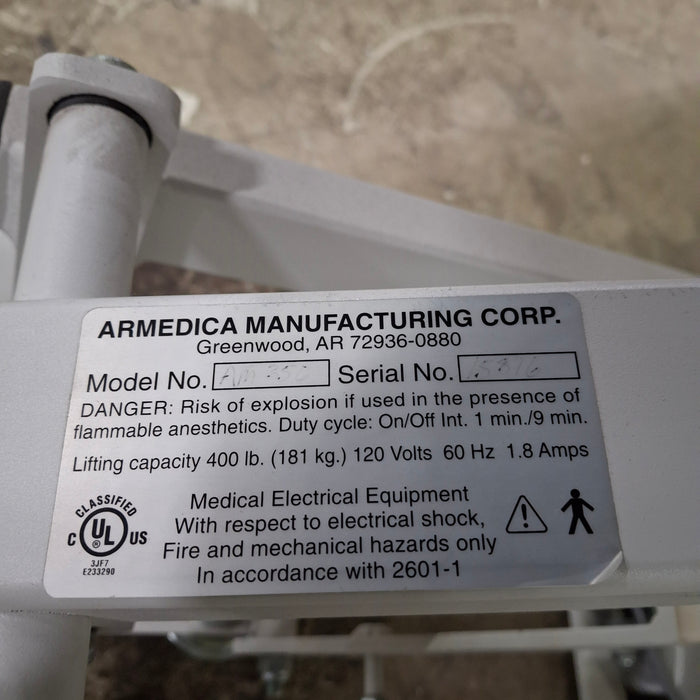 ARMEDICA MANUFACTURING CORP.
Greenwood, AR 72936-0880
Model No. AM 350 Serial No.
DANGER: Risk of explosion if used in the presence of
flammable anesthetics. Duty cycle: On/Off Int. 1 min./9 min.
Lifting capacity 400 lb. (181 kg.) 120 Volts 60 Hz 1.8 Amps
Medical Electrical Equipment
With respect to electrical shock,
Fire and mechanical hazards only
In accordance with 2601-1
CLASSIFIED
C UL ® US
3JF7
E233290